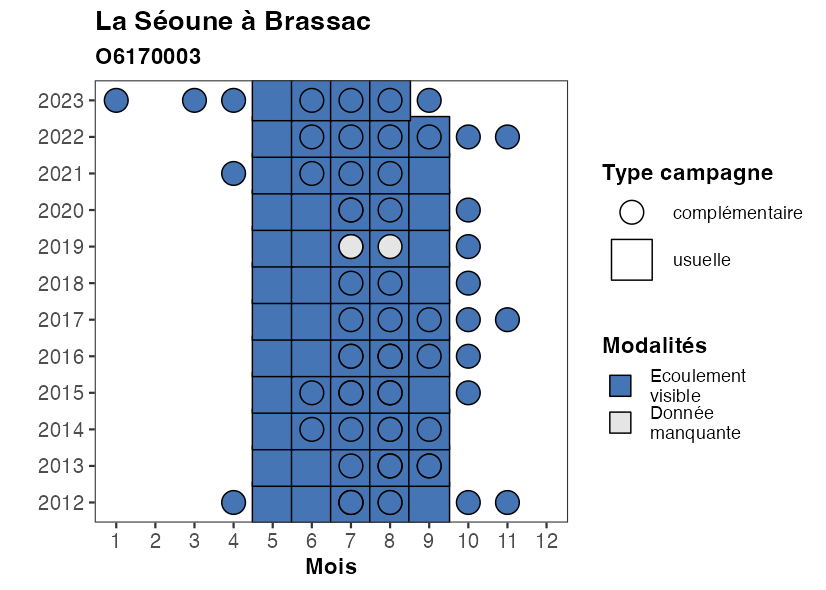 La Séoune à Brassac
O6170003
2023
2022
2021
2020
2019
2018
2017
2016
2015
2014
2013
2012
1 2 3 4 5 6 7 8 9 10 11 12
Mois
Type campagne
complémentaire
usuelle
Modalités
Ecoulement
visible
Donnée
manquante